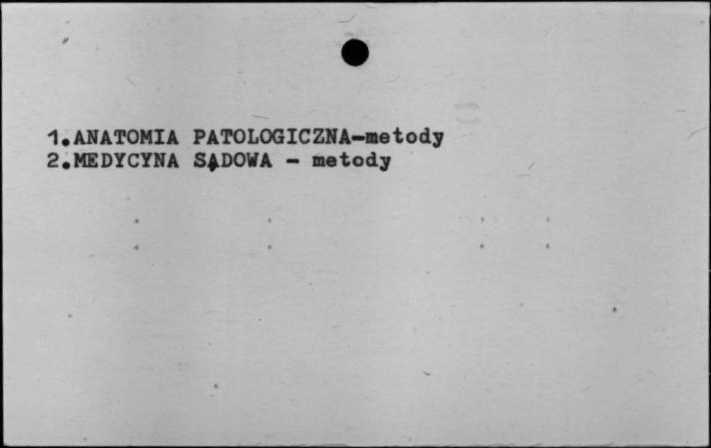 1.ANATOMIA PATOLOGICZNA-metody
2.MEDYCYNA SĄDOWA - metody